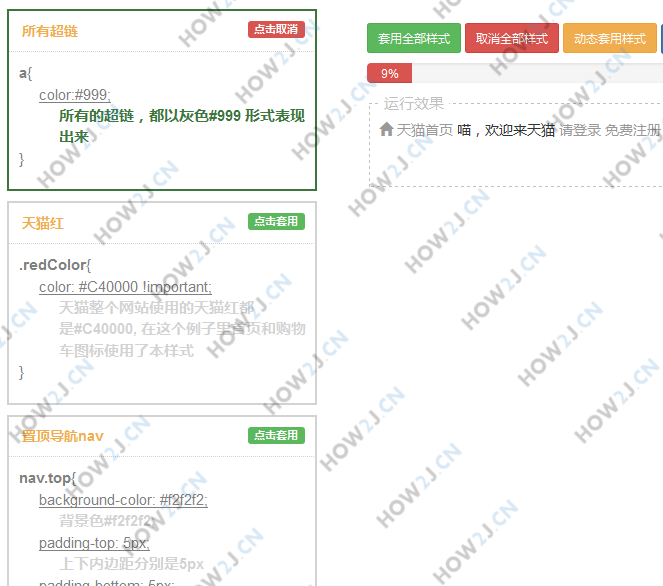 所有超链
点击取消
a{
color:#999;
所有的超链，都以灰色#999 形式表现
出来
}
天猫红
点击套用
.redColor{
color: #C40000 !important;
天猫整个网站使用的天猫红都
是#C40000, 在这个例子里首页和购物
车图标使用了本样式
}
置顶导航nav
点击套用
nav.top{
background-color: #f2f2f2;
背景色#f2f2f2;
padding-top: 5px;
上下内边距分别是5px
padding-bottom: 5px;
套用全部样式 取消全部样式 动态套用样式
9%
运行效果
天猫首页 喵，欢迎来天猫 请登录 免费注册
HOW2J.CN